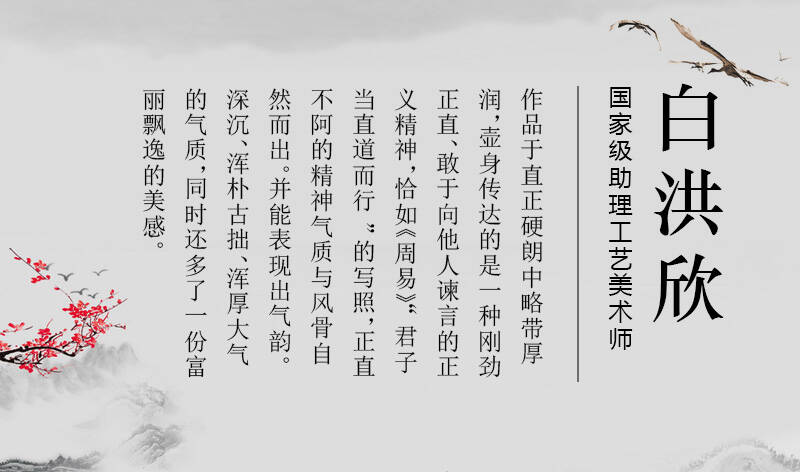 白洪欣
国家级助理工艺美术师
作品于直正硬朗中略带厚
润，壶身传达的是一种刚劲
正直、敢于向他人谏言的正
义精神，恰如《周易》“君子
当直道而行”的写照，正直
不阿的精神气质与风骨自
然而出。并能表现出气韵。
深沉、浑朴古拙、浑厚大气
的气质，同时还多了一份富
丽飘逸的美感。